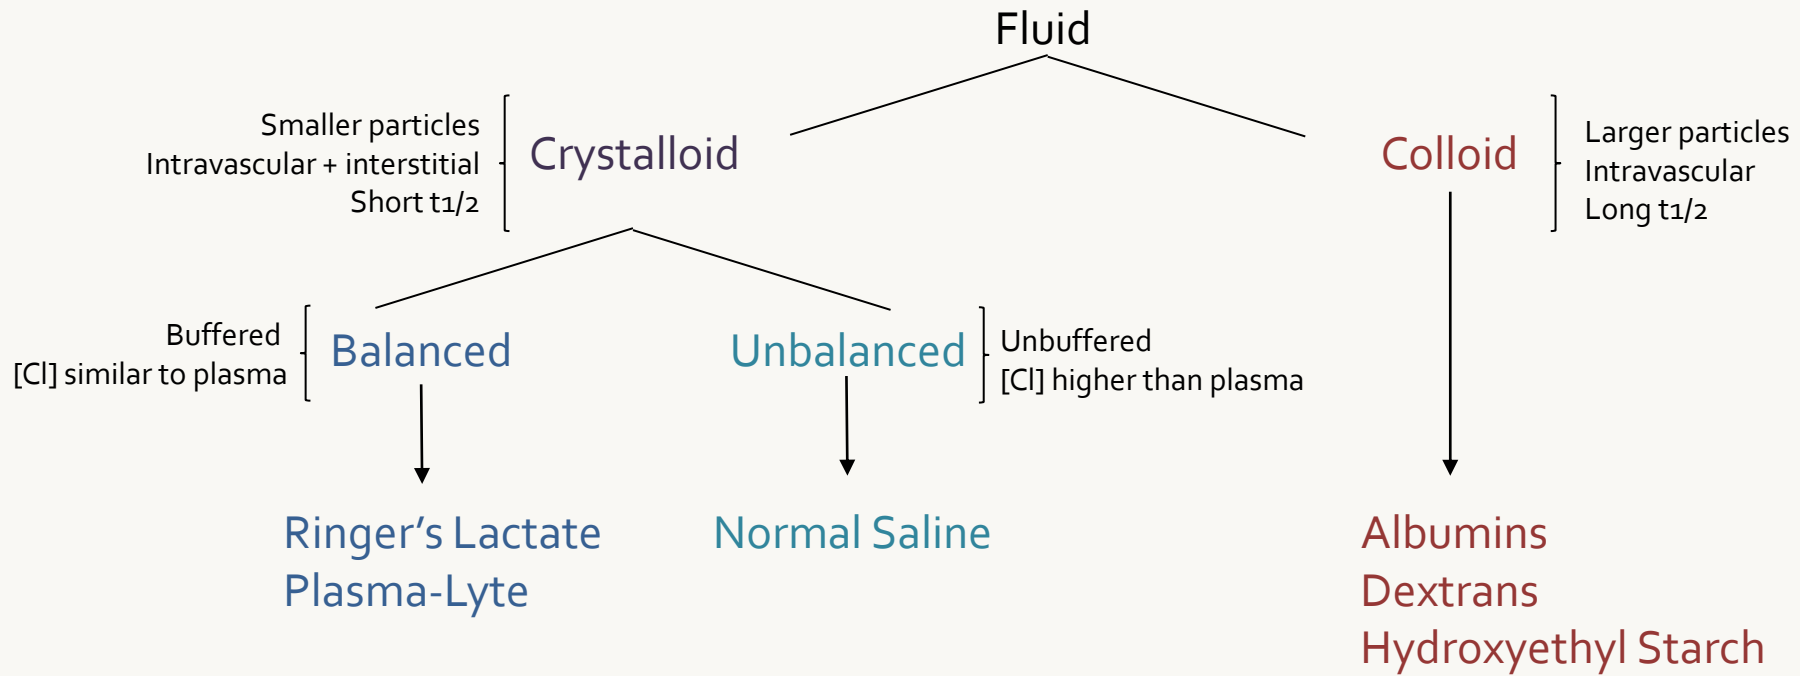 Fluid
Smaller particles
Intravascular + interstitial
Short t1/2
Crystalloid
Colloid
Larger particles
Intravascular
Long t1/2
Buffered
[Cl] similar to plasma
Balanced
Unbalanced
Unbuffered
[Cl] higher than plasma
Ringer’s Lactate
Plasma-Lyte
Normal Saline
Albumins
Dextrans
Hydroxyethyl Starch